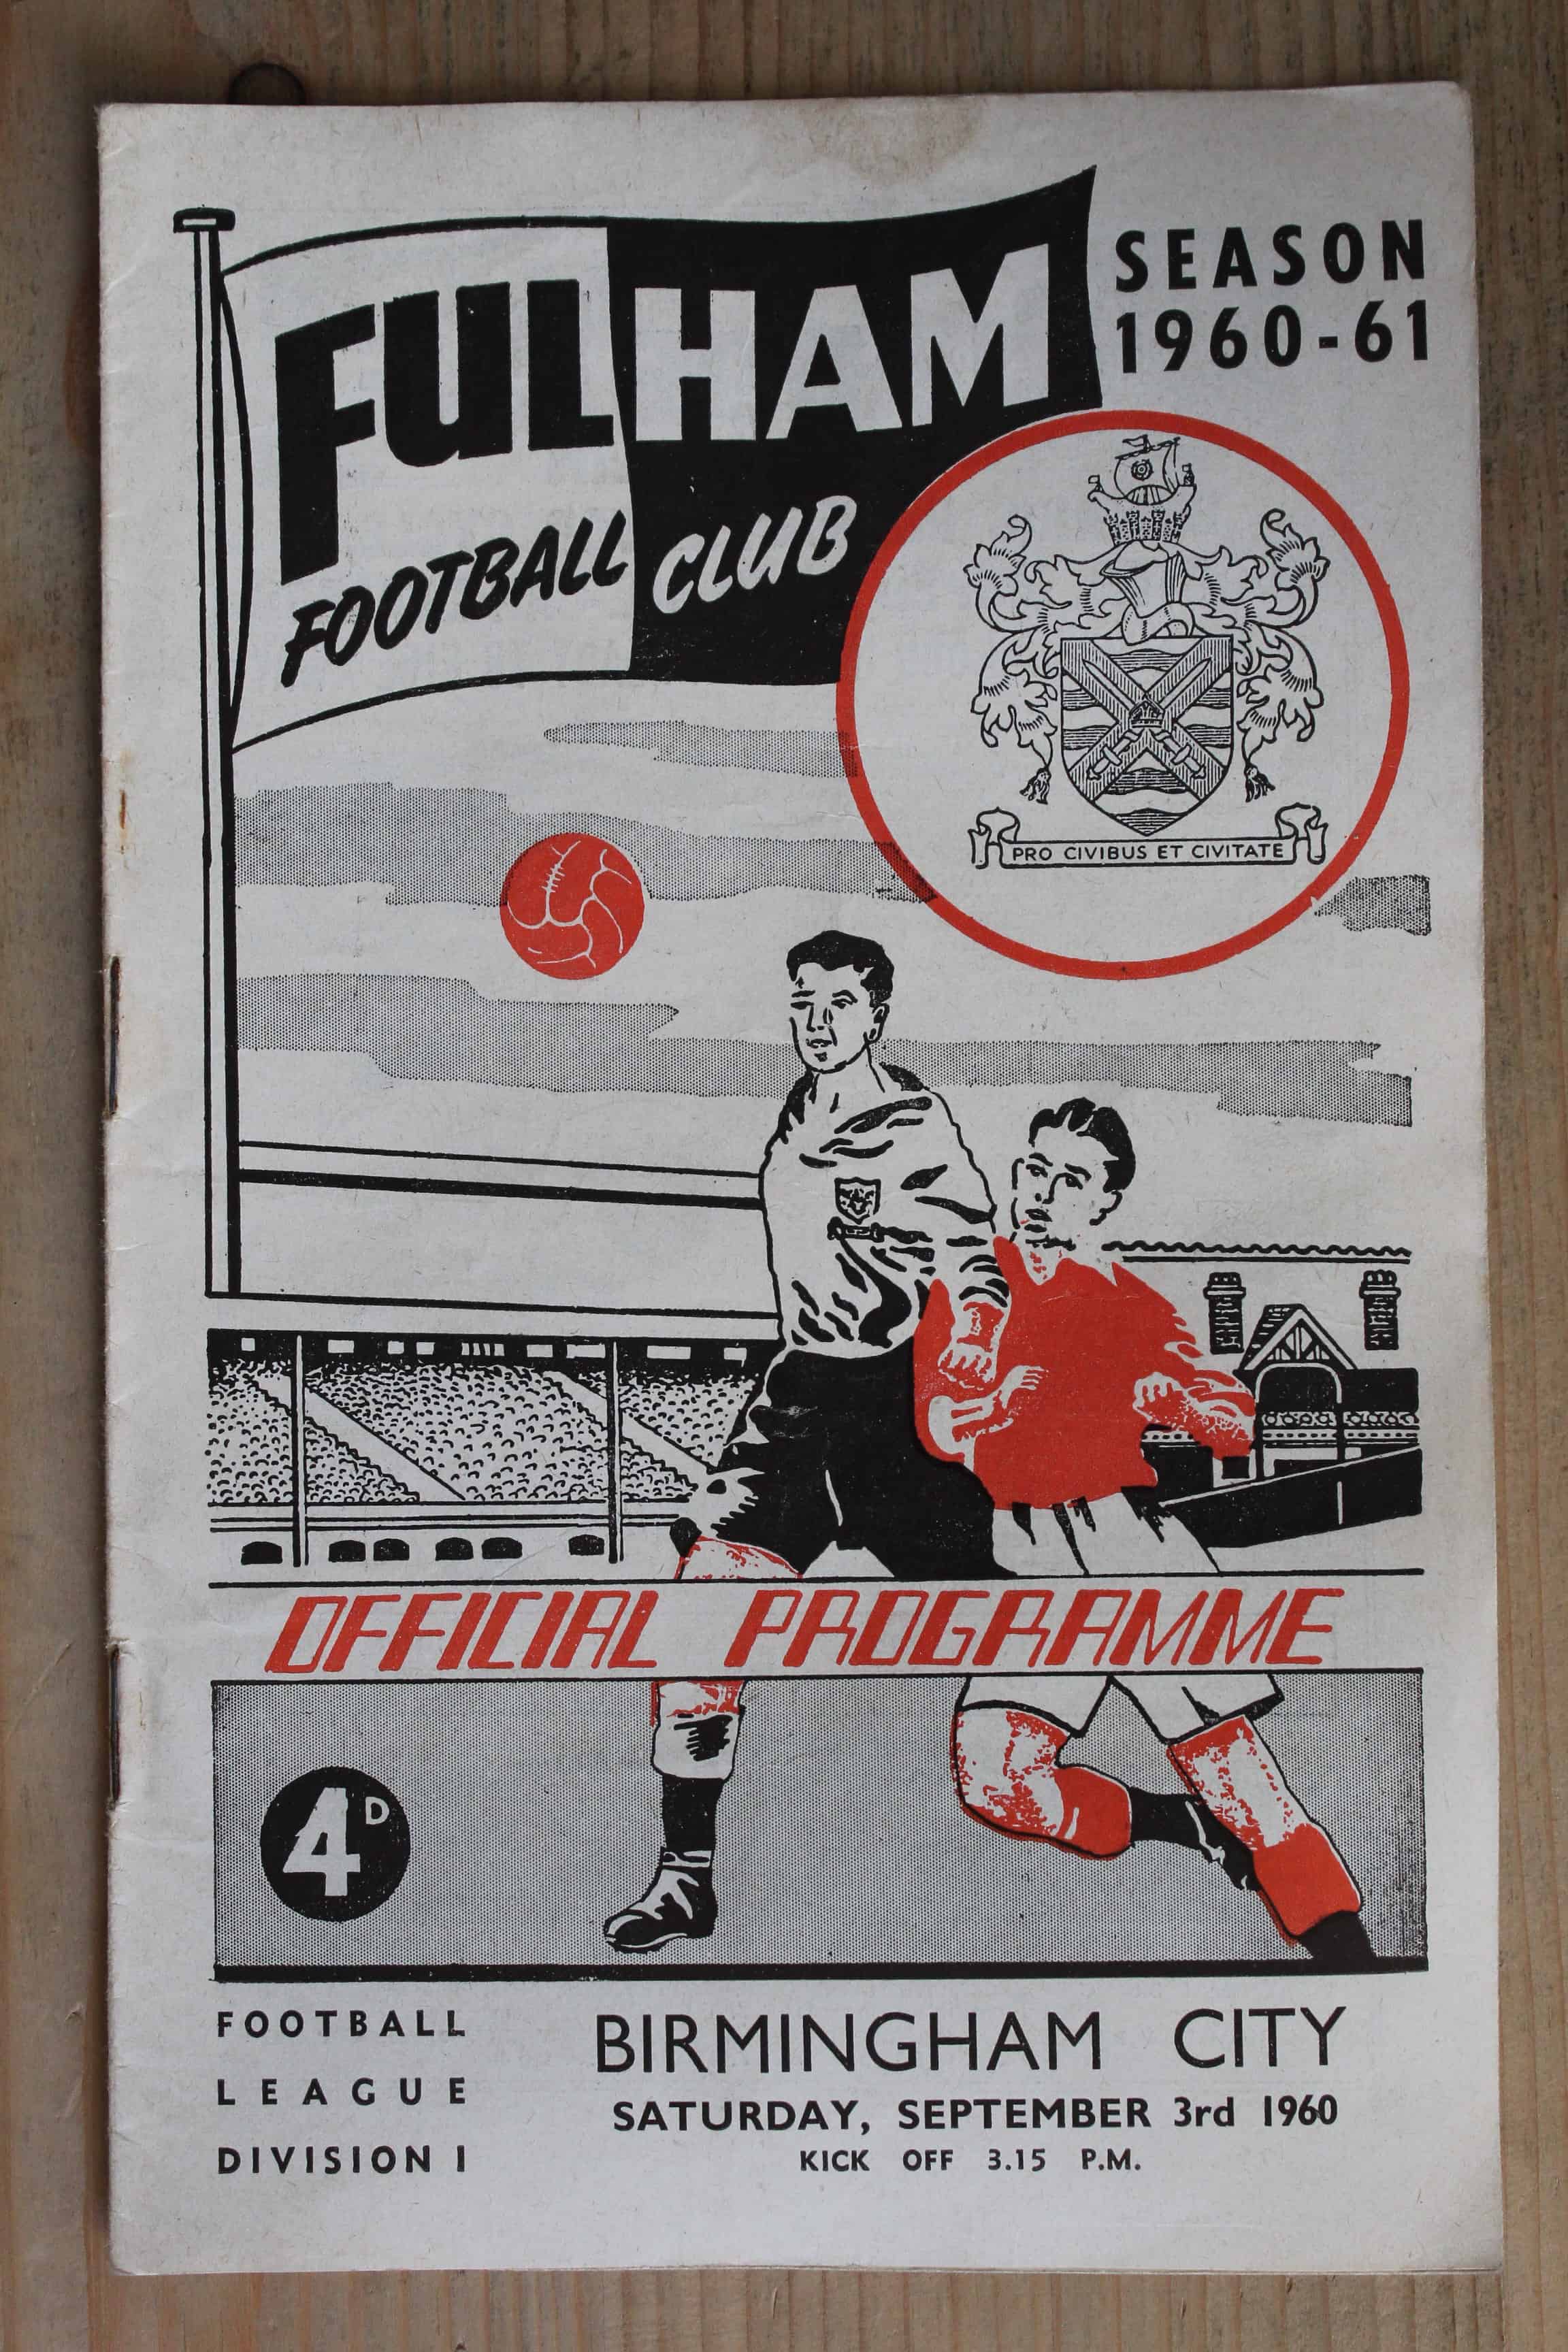 FULHAM
FOOTBALL CLUB
SEASON
1960-61
PRO CIVIBUS ET CIVITATE
OFFICIAL PROGRAMME
4D
FOOTBALL
LEAGUE
DIVISION I
BIRMINGHAM CITY
SATURDAY, SEPTEMBER 3rd 1960
KICK OFF 3.15 P.M.